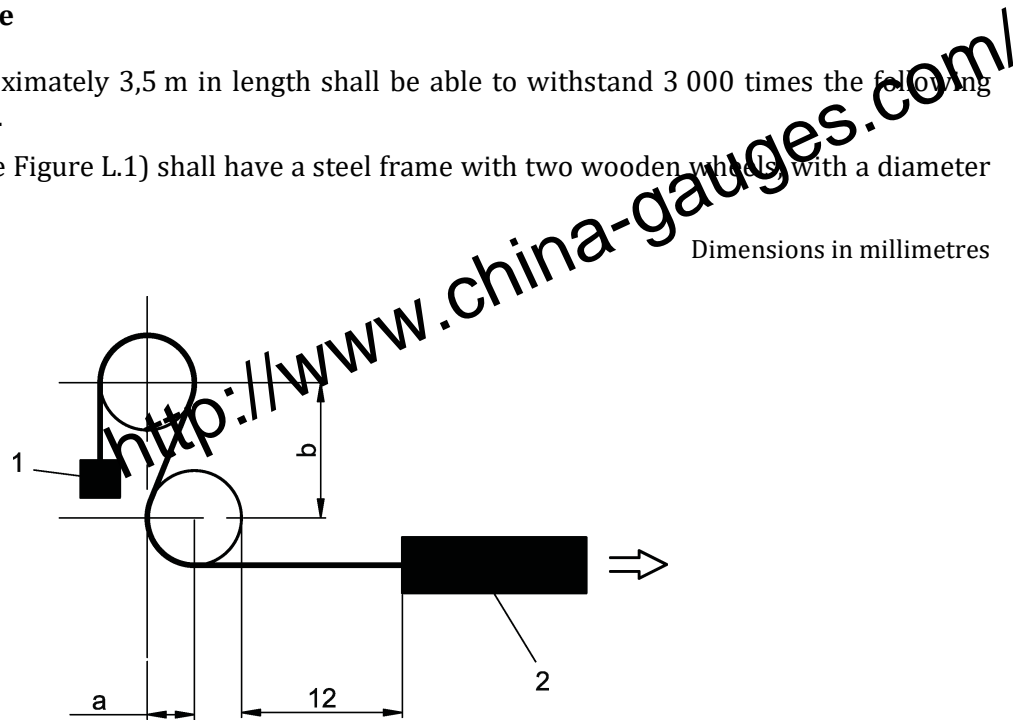 e
ximately 3,5 m in length shall be able to withstand 3 000 times the following
.
e Figure L.1) shall have a steel frame with two wooden wheels, with a diameter
Dimensions in millimetres
http://www.china-gauges.com/
1
b
2
a
12